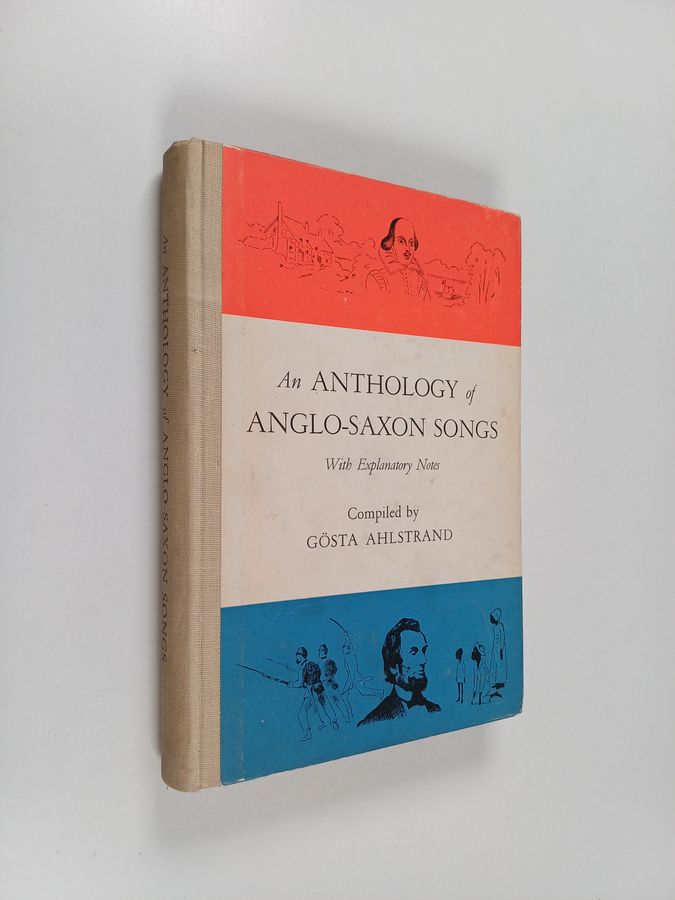 An ANTHOLOGY of ANGLO-SAXON SONGS
An ANTHOLOGY of
ANGLO-SAXON SONGS
With Explanatory Notes
Compiled by
GÖSTA AHLSTRAND